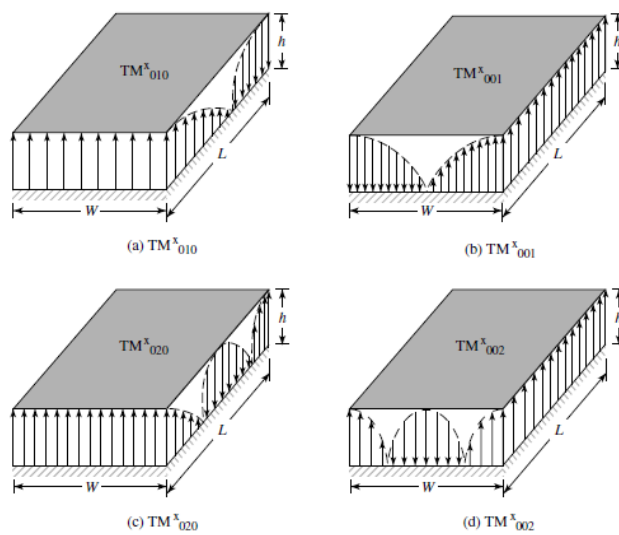 TM^x_010
h
L
W
(a) TM^x_010
TM^x_001
h
L
W
(b) TM^x_001
TM^x_020
h
L
W
(c) TM^x_020
TM^x_002
h
L
W
(d) TM^x_002